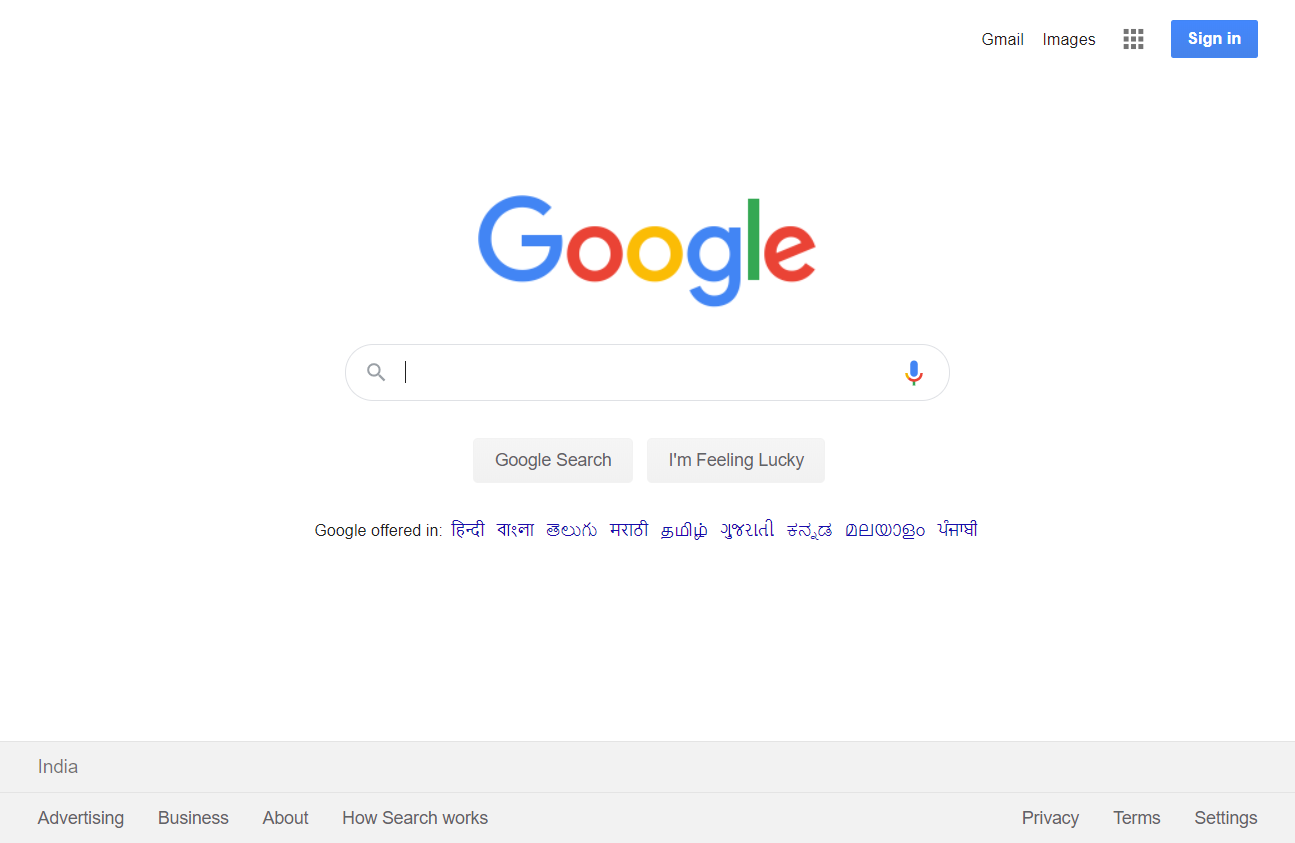 Gmail Images Sign in
Google
Google Search I'm Feeling Lucky
Google offered in: हिन्दी বাংলা తెలుగు मराठी தமிழ் ગુજરાતી ಕನ್ನಡ മലയാളം ਪੰਜਾਬੀ
India
Advertising Business About How Search works Privacy Terms Settings